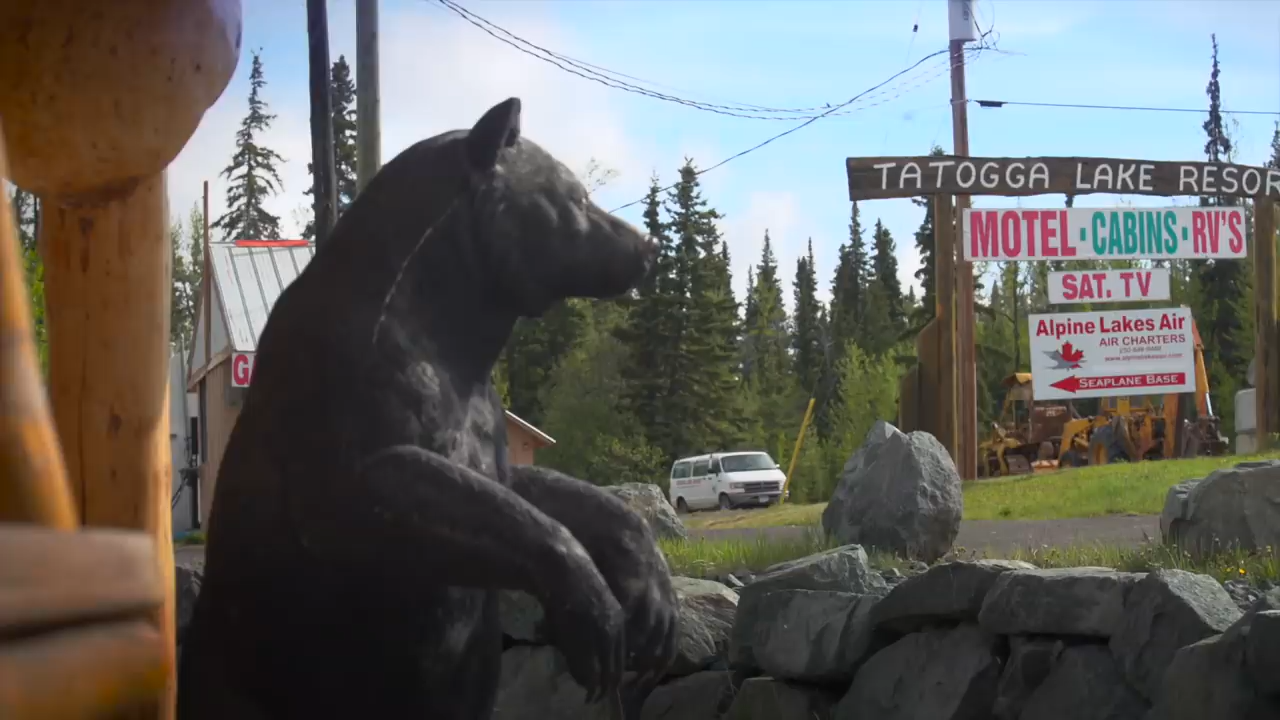 TATOGGA LAKE RESOR
MOTEL · CABINS · RV'S
SAT. TV
Alpine Lakes Air
AIR CHARTERS
SEAPLANE BASE
G